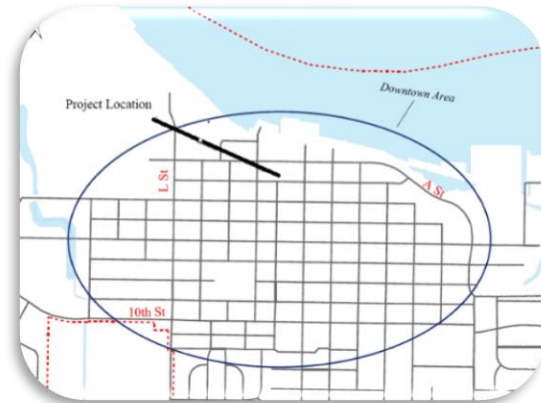 Downtown Area
Project Location
L St
A St
10th St